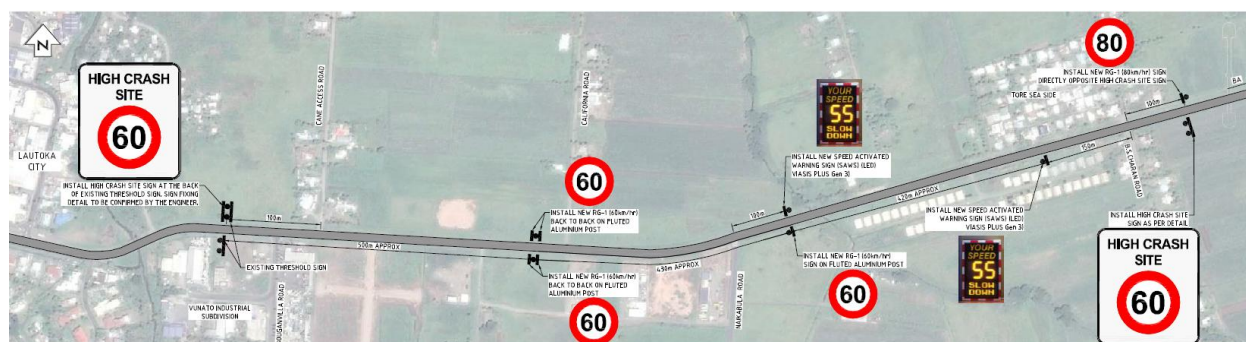 N
HIGH CRASH
SITE
60
LAUTOKA
CITY
INSTALL HIGH CRASH SITE SIGN AT THE BACK
OF EXISTING THRESHOLD SIGN. SIGN FIXING
DETAIL TO BE CONFIRMED BY THE ENGINEER.
100m
EXISTING THRESHOLD SIGN
VUNATO INDUSTRIAL
SUBDIVISION
CANE ACCESS ROAD
500m APPROX
CALIFORNIA ROAD
60
INSTALL NEW RG-1 (60km/hr)
BACK TO BACK ON FLUTED
ALUMINIUM POST
INSTALL NEW RG-1 (60km/hr)
BACK TO BACK ON FLUTED
ALUMINIUM POST
60
430m APPROX
NAIKABULA ROAD
100m
YOUR
SPEED
55
SLOW
DOWN
INSTALL NEW SPEED ACTIVATED
WARNING SIGN (SAWS) (LED)
VIASIS PLUS Gen 3)
INSTALL NEW RG-1 (60km/hr)
SIGN ON FLUTED ALUMINIUM POST
60
420m APPROX
150m
INSTALL NEW SPEED ACTIVATED
WARNING SIGN (SAWS) (LED)
VIASIS PLUS Gen 3)
YOUR
SPEED
55
SLOW
DOWN
80
INSTALL NEW RG-1 (80km/hr) SIGN
DIRECTLY OPPOSITE HIGH CRASH SITE SIGN
TORE SEA SIDE
100m
BA
B.S CHARAN ROAD
INSTALL HIGH CRASH SITE
SIGN AS PER DETAIL
HIGH CRASH
SITE
60